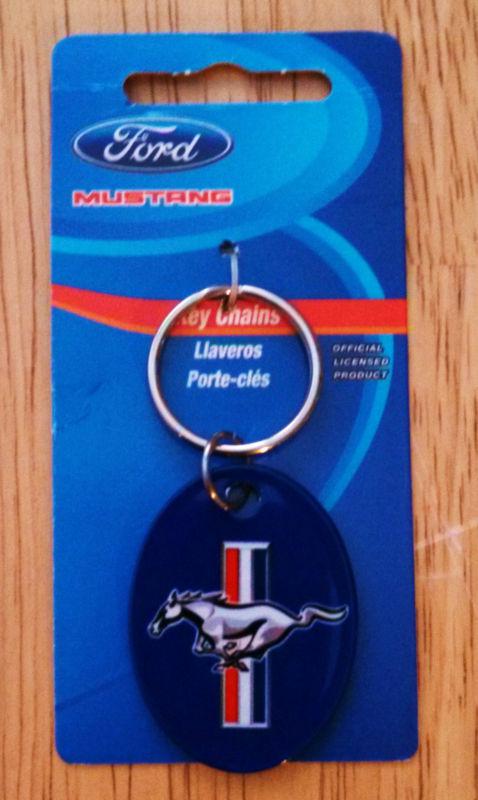 Ford
MUSTANG
Key Chains
Llaveros
Porte-clés
OFFICIAL
LICENSED
PRODUCT